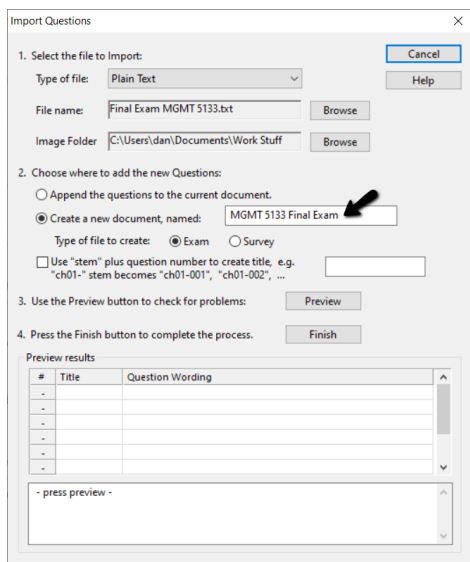 Import Questions
1. Select the file to Import:
Cancel
Type of file: Plain Text
Help
File name: Final Exam MGMT 5133.txt Browse
Image Folder C:\Users\dan\Documents\Work Stuff Browse
2. Choose where to add the new Questions:
Append the questions to the current document.
Create a new document, named: MGMT 5133 Final Exam
Type of file to create: Exam Survey
Use "stem" plus question number to create title, e.g.
"ch01-" stem becomes "ch01-001", "ch01-002", ...
3. Use the Preview button to check for problems: Preview
4. Press the Finish button to complete the process. Finish
Preview results
# Title Question Wording
-
-
-
-
-
-
- press preview -